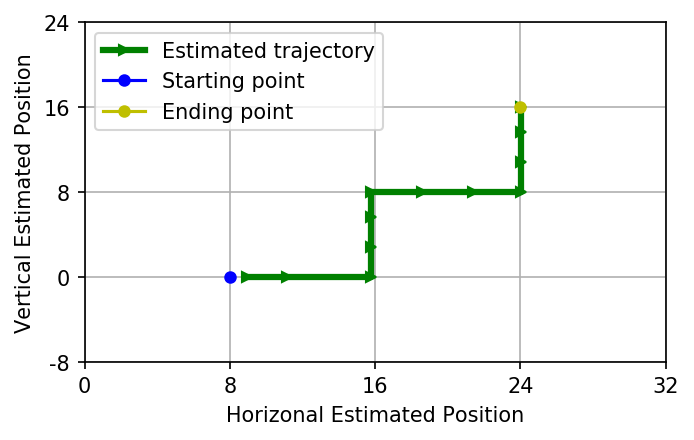 24
16
8
0
-8
Vertical Estimated Position
Estimated trajectory
Starting point
Ending point
0 8 16 24 32
Horizonal Estimated Position